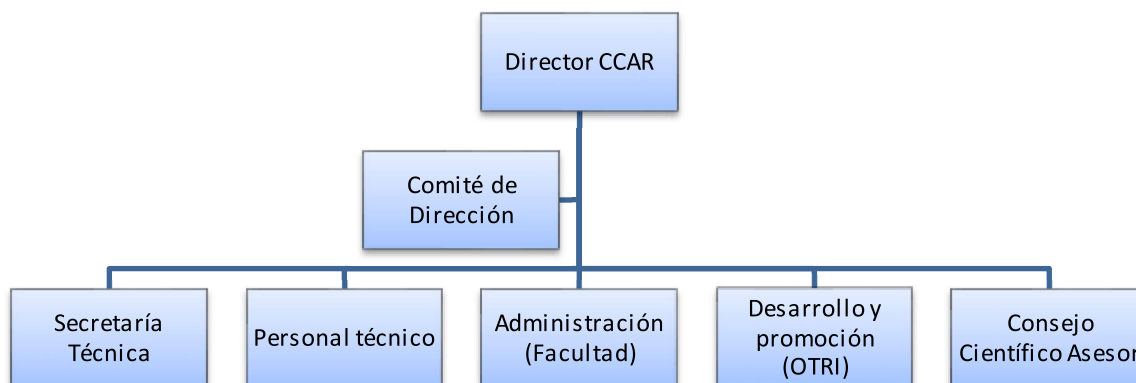 Director CCAR
Comité de
Dirección
Secretaría
Técnica
Personal técnico
Administración
(Facultad)
Desarrollo y
promoción
(OTRI)
Consejo
Científico Asesor